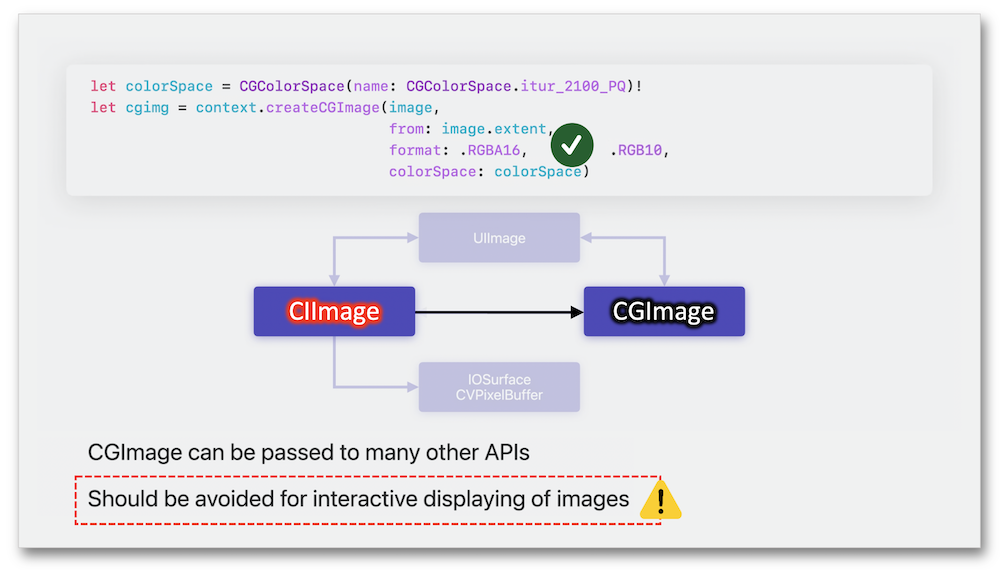 let colorSpace = CGColorSpace(name: CGColorSpace.itur_2100_PQ)!
let cgimg = context.createCGImage(image,
from: image.extent,
format: .RGBA16, .RGB10,
colorSpace: colorSpace)
UIImage
CIImage
CGImage
IOSurface
CVPixelBuffer
CGImage can be passed to many other APIs
Should be avoided for interactive displaying of images